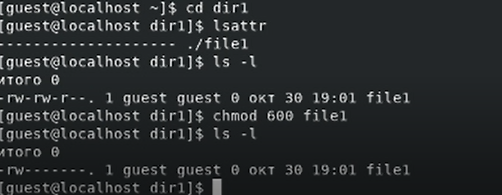 [guest@localhost ~]$ cd dir1
[guest@localhost dir1]$ lsattr
-------------------- ./file1
[guest@localhost dir1]$ ls -l
итого 0
-rw-rw-r--. 1 guest guest 0 окт 30 19:01 file1
[guest@localhost dir1]$ chmod 600 file1
[guest@localhost dir1]$ ls -l
итого 0
-rw-------. 1 guest guest 0 окт 30 19:01 file1
[guest@localhost dir1]$